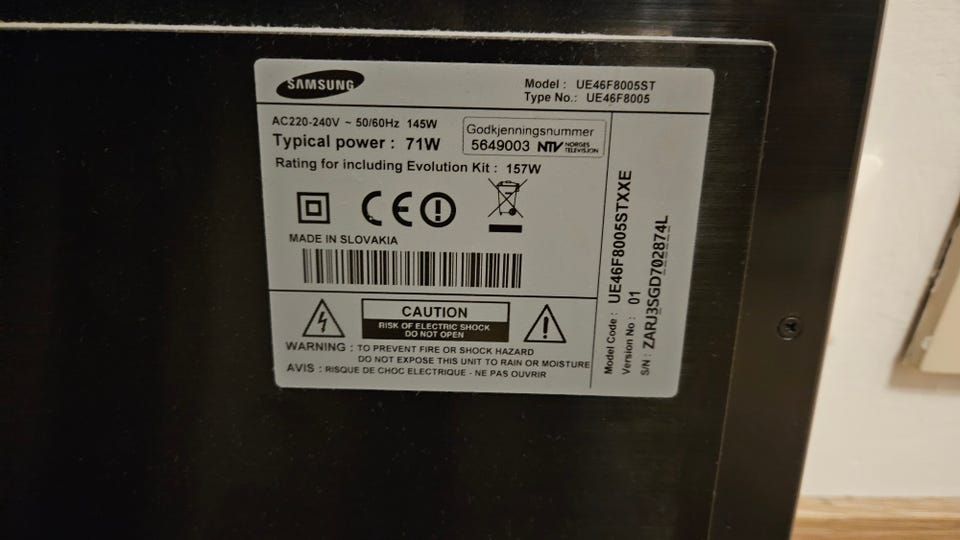 SAMSUNG
Model : UE46F8005ST
Type No.: UE46F8005
AC220-240V ~ 50/60Hz 145W
Typical power : 71W
Rating for including Evolution Kit : 157W
Godkjenningsnummer
5649003 NTV NORGES TELEVISJON
CE
MADE IN SLOVAKIA
CAUTION
RISK OF ELECTRIC SHOCK
DO NOT OPEN
WARNING : TO PREVENT FIRE OR SHOCK HAZARD
DO NOT EXPOSE THIS UNIT TO RAIN OR MOISTURE
AVIS : RISQUE DE CHOC ELECTRIQUE - NE PAS OUVRIR
Model Code : UE46F8005STXXE
Version No : 01
S/N : ZARJ3SGD702874L